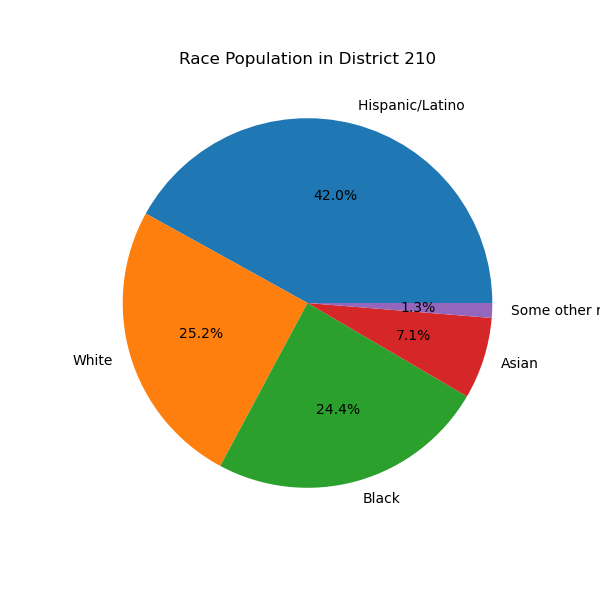 Race Population in District 210
Hispanic/Latino
42.0%
White
25.2%
Black
24.4%
Asian
7.1%
Some other
1.3%